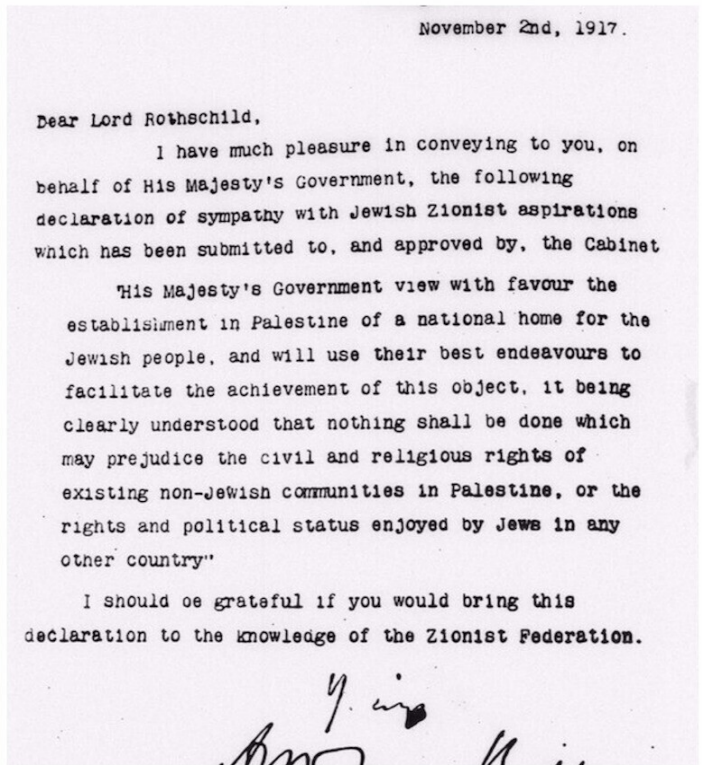 November 2nd, 1917.
Dear Lord Rothschild,
I have much pleasure in conveying to you, on
behalf of His Majesty's Government, the following
declaration of sympathy with Jewish Zionist aspirations
which has been submitted to, and approved by, the Cabinet
"His Majesty's Government view with favour the
establishment in Palestine of a national home for the
Jewish people, and will use their best endeavours to
facilitate the achievement of this object, it being
clearly understood that nothing shall be done which
may prejudice the civil and religious rights of
existing non-Jewish communities in Palestine, or the
rights and political status enjoyed by Jews in any
other country"
I should be grateful if you would bring this
declaration to the knowledge of the Zionist Federation.